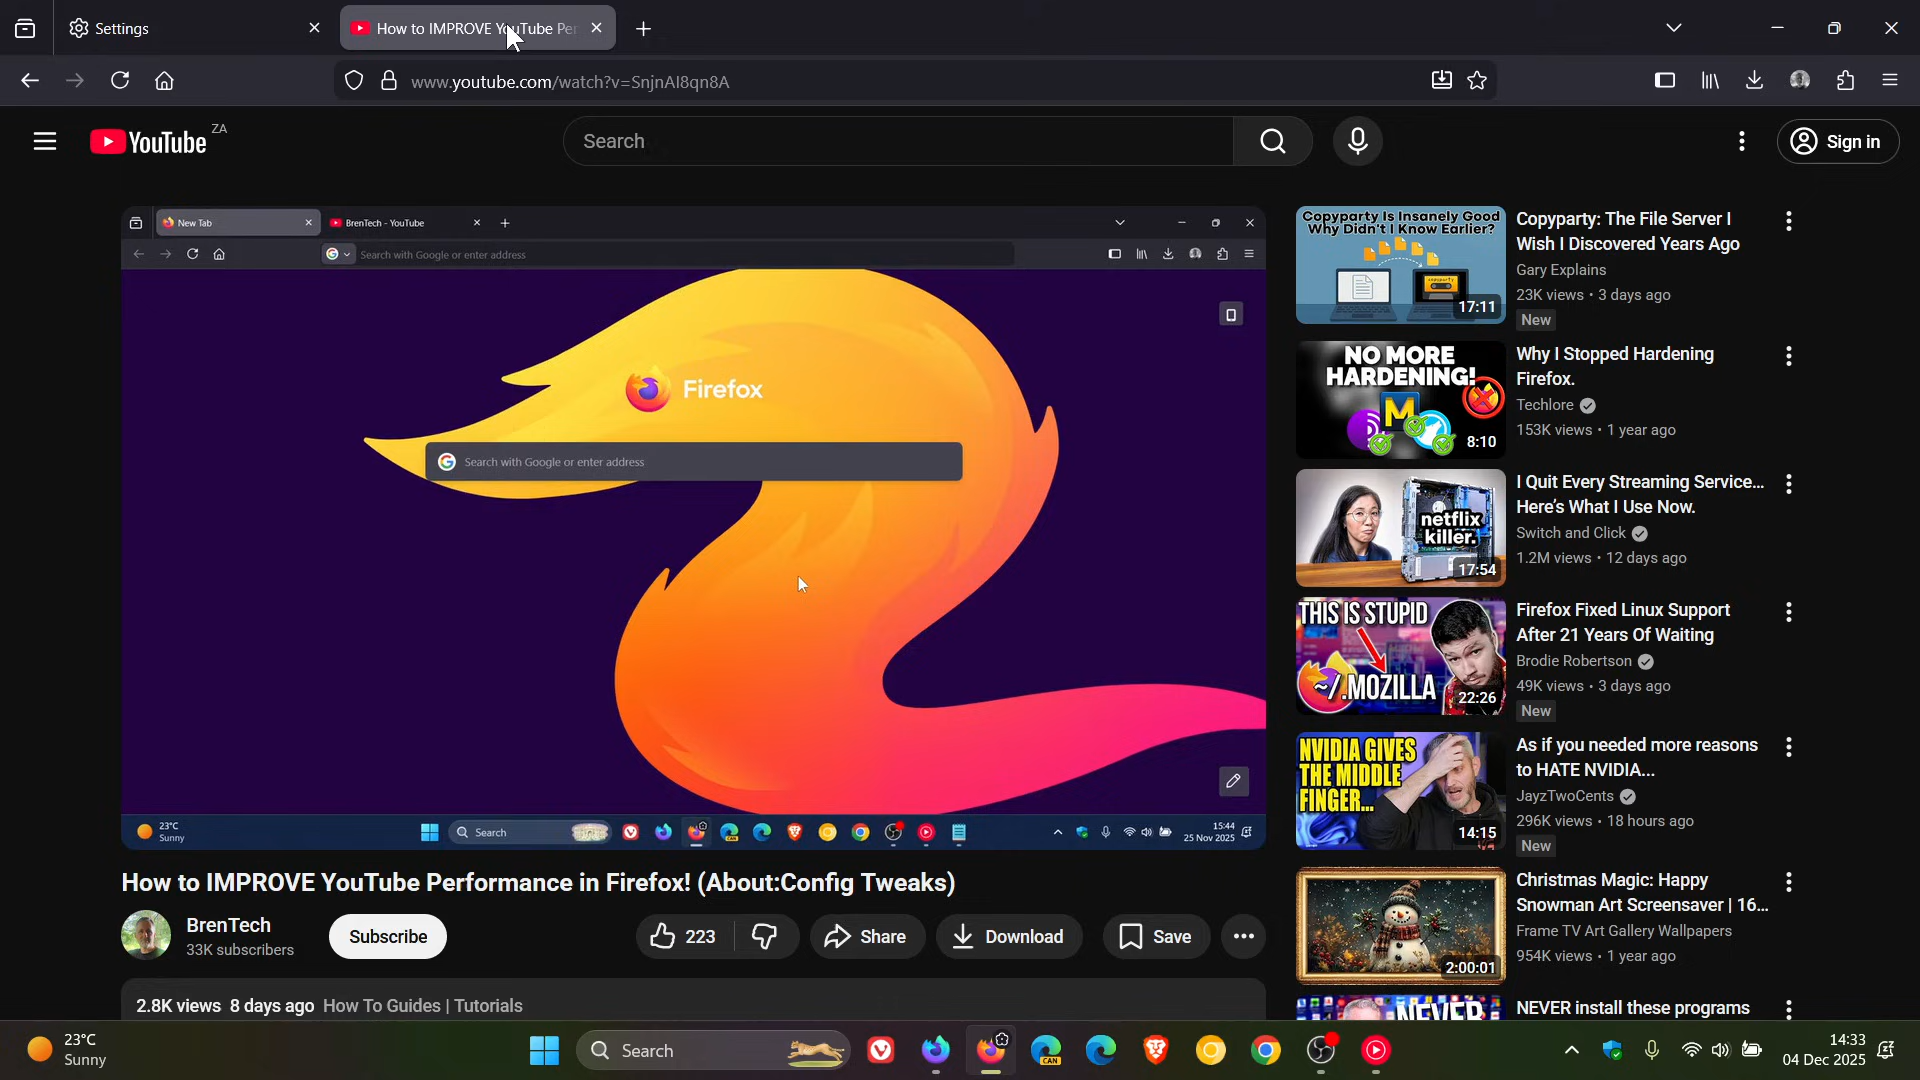 Settings
How to IMPROVE YouTube Per
www.youtube.com/watch?v=SnjnAI8qn8A
YouTube ZA
Search
Sign in
New Tab
BrenTech - YouTube
Search with Google or enter address
Firefox
Search with Google or enter address
23°C
Sunny
Search
15:44
25 Nov 2025
How to IMPROVE YouTube Performance in Firefox! (About:Config Tweaks)
BrenTech
33K subscribers
Subscribe
223
Share
Download
Save
2.8K views 8 days ago How To Guides | Tutorials
Copyparty Is Insanely Good
Why Didn't I Know Earlier?
17:11
Copyparty: The File Server I
Wish I Discovered Years Ago
Gary Explains
23K views • 3 days ago
New
NO MORE
HARDENING!
M
8:10
Why I Stopped Hardening
Firefox.
Techlore
153K views • 1 year ago
netflix
killer.
17:54
I Quit Every Streaming Service...
Here's What I Use Now.
Switch and Click
1.2M views • 12 days ago
THIS IS STUPID
~/.MOZILLA
22:26
Firefox Fixed Linux Support
After 21 Years Of Waiting
Brodie Robertson
49K views • 3 days ago
New
NVIDIA GIVES
THE MIDDLE
FINGER...
14:15
As if you needed more reasons
to HATE NVIDIA...
JayzTwoCents
296K views • 18 hours ago
New
2:00:01
Christmas Magic: Happy
Snowman Art Screensaver | 16...
Frame TV Art Gallery Wallpapers
954K views • 1 year ago
NEVER
NEVER install these programs
23°C
Sunny
Search
CAN
14:33
04 Dec 2025